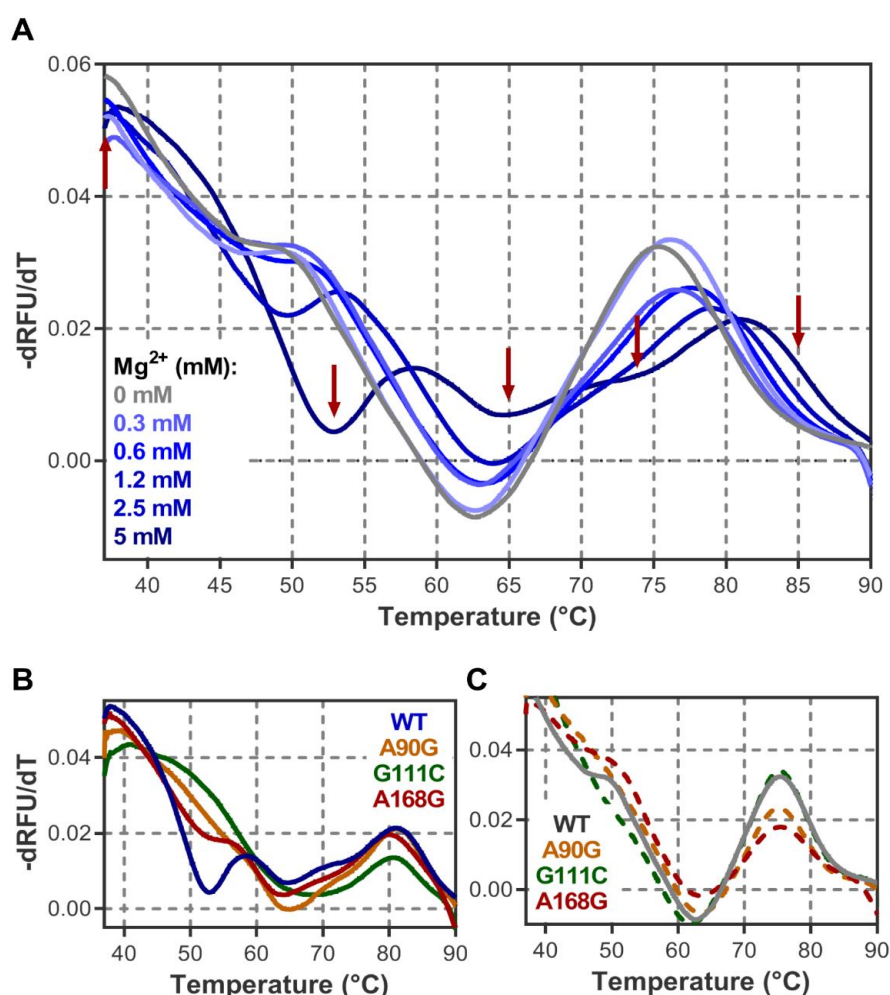 A
0.06
0.04
0.02
0.00
-dRFU/dT
Mg2+ (mM):
0 mM
0.3 mM
0.6 mM
1.2 mM
2.5 mM
5 mM
40 45 50 55 60 65 70 75 80 85 90
Temperature (°C)
B
0.04
0.02
0.00
-dRFU/dT
WT
A90G
G111C
A168G
40 50 60 70 80 90
Temperature (°C)
C
0.04
0.02
0.00
WT
A90G
G111C
A168G
40 50 60 70 80 90
Temperature (°C)